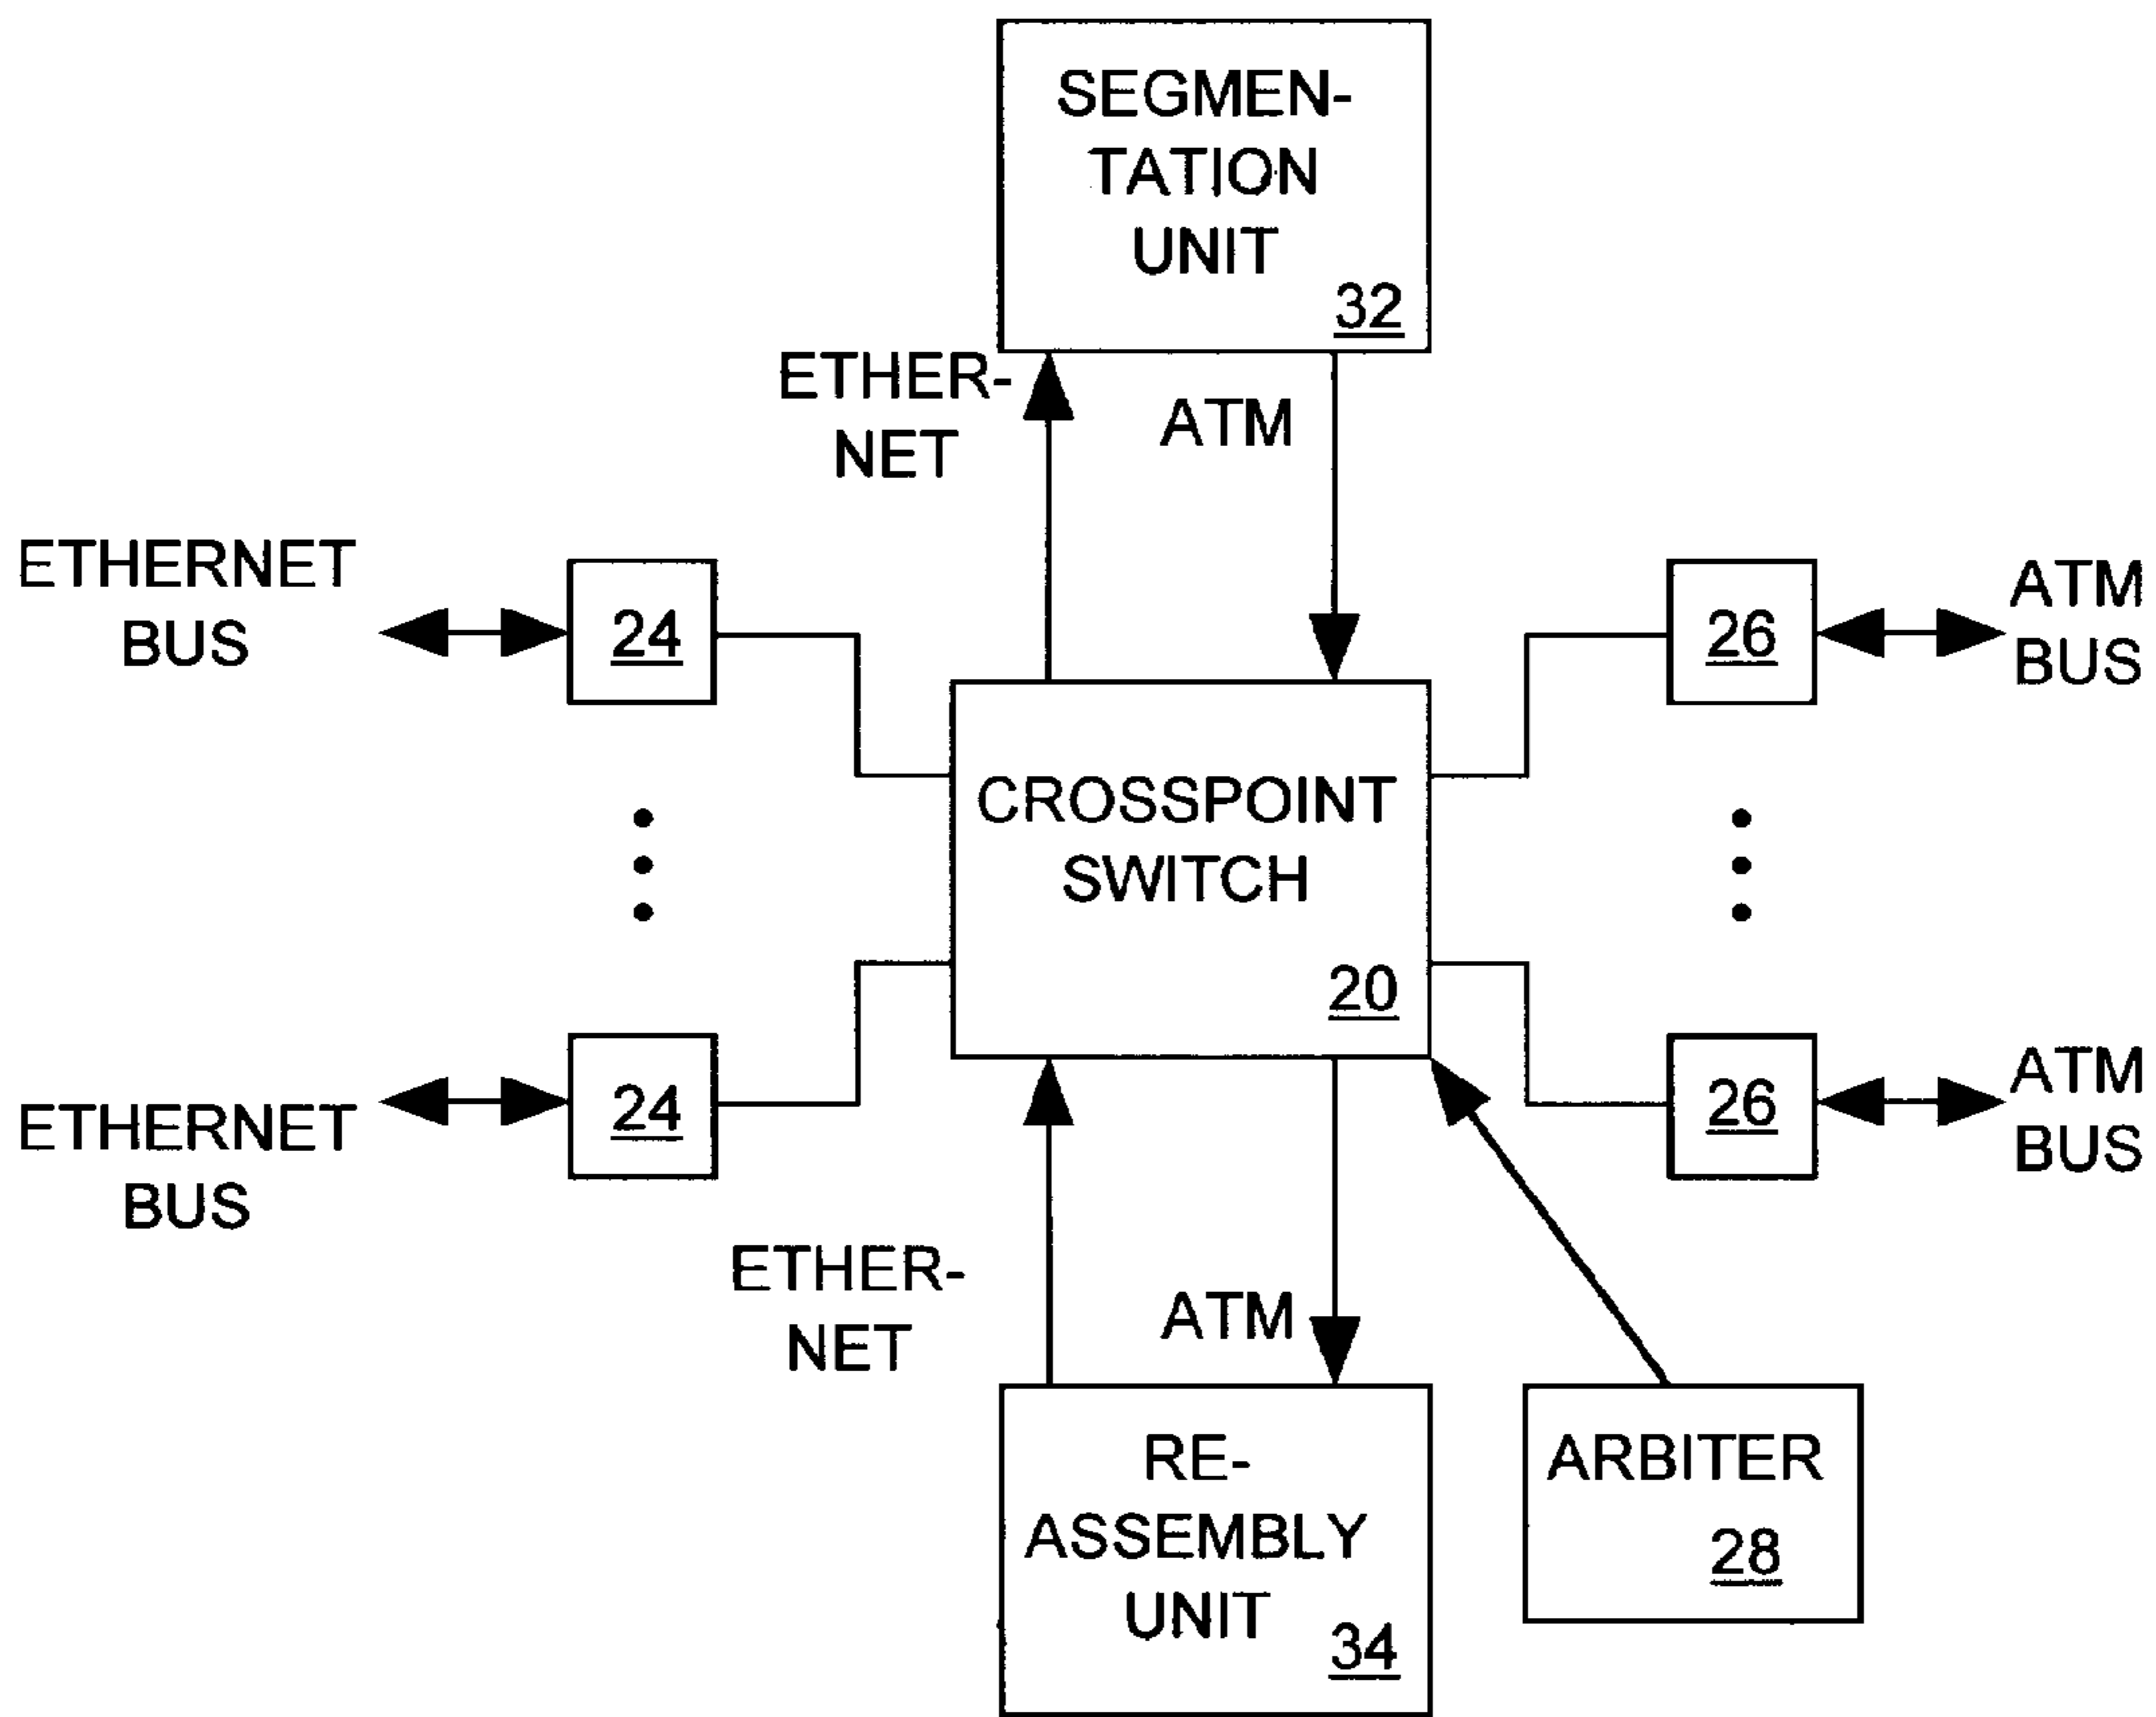 SEGMEN-
TATION
UNIT
32
ETHER-
NET
ATM
ETHERNET
BUS
24
26
ATM
BUS
CROSSPOINT
SWITCH
20
ETHERNET
BUS
24
26
ATM
BUS
ETHER-
NET
ATM
RE-
ASSEMBLY
UNIT
34
ARBITER
28